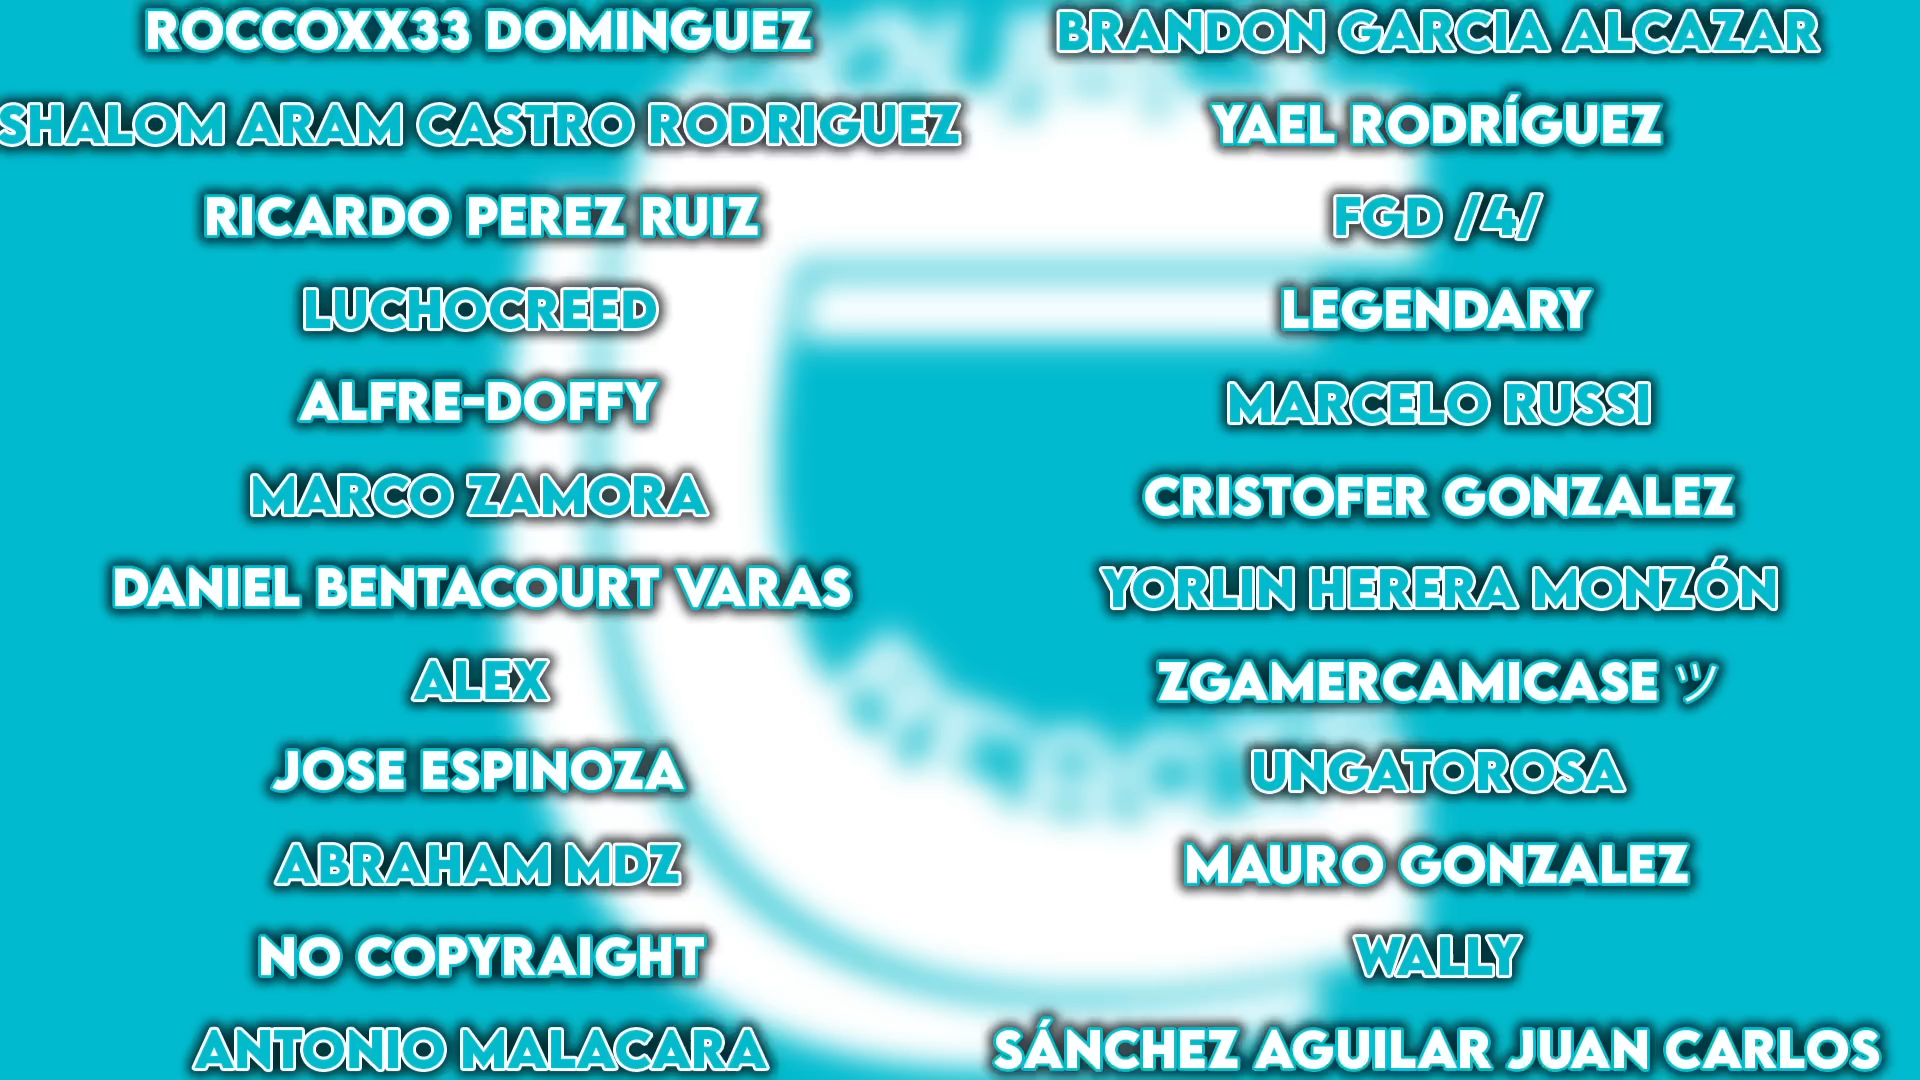 ROCCOXX33 DOMINGUEZ
SHALOM ARAM CASTRO RODRIGUEZ
RICARDO PEREZ RUIZ
LUCHOCREED
ALFRE-DOFFY
MARCO ZAMORA
DANIEL BENTACOURT VARAS
ALEX
JOSE ESPINOZA
ABRAHAM MDZ
NO COPYRAIGHT
ANTONIO MALACARA
BRANDON GARCIA ALCAZAR
YAEL RODRÍGUEZ
FGD /4/
LEGENDARY
MARCELO RUSSI
CRISTOFER GONZALEZ
YORLIN HERERA MONZÓN
ZGAMERCAMICASE ツ
UNGATOROSA
MAURO GONZALEZ
WALLY
SÁNCHEZ AGUILAR JUAN CARLOS